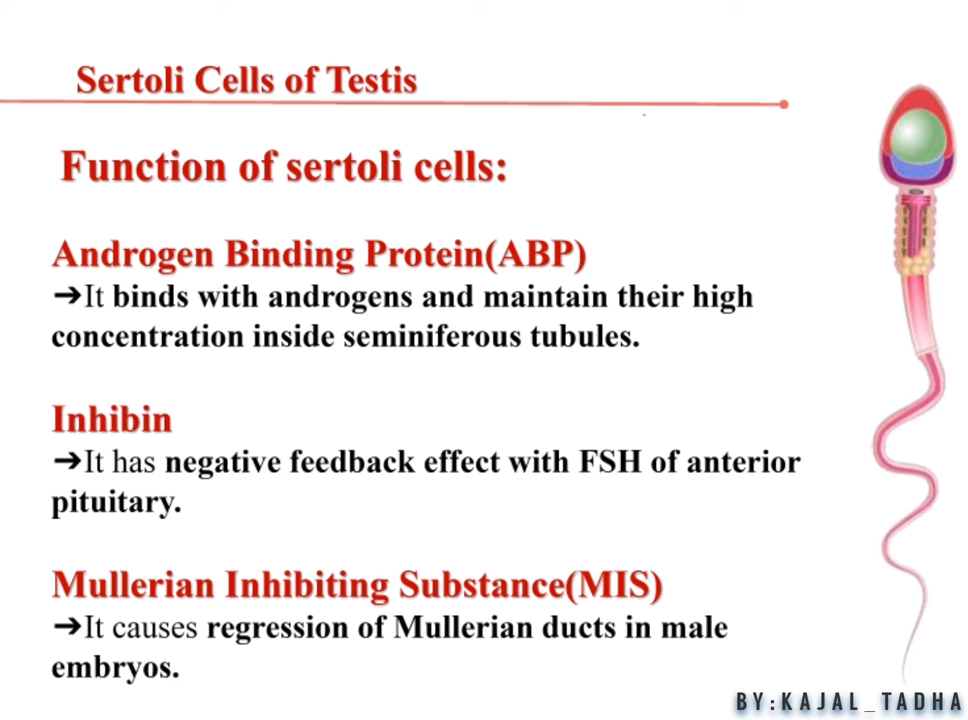 Sertoli Cells of Testis
Function of sertoli cells:
Androgen Binding Protein(ABP)
➔It binds with androgens and maintain their high
concentration inside seminiferous tubules.
Inhibin
➔It has negative feedback effect with FSH of anterior
pituitary.
Mullerian Inhibiting Substance(MIS)
➔It causes regression of Mullerian ducts in male
embryos.
BY:KAJAL_TADHA